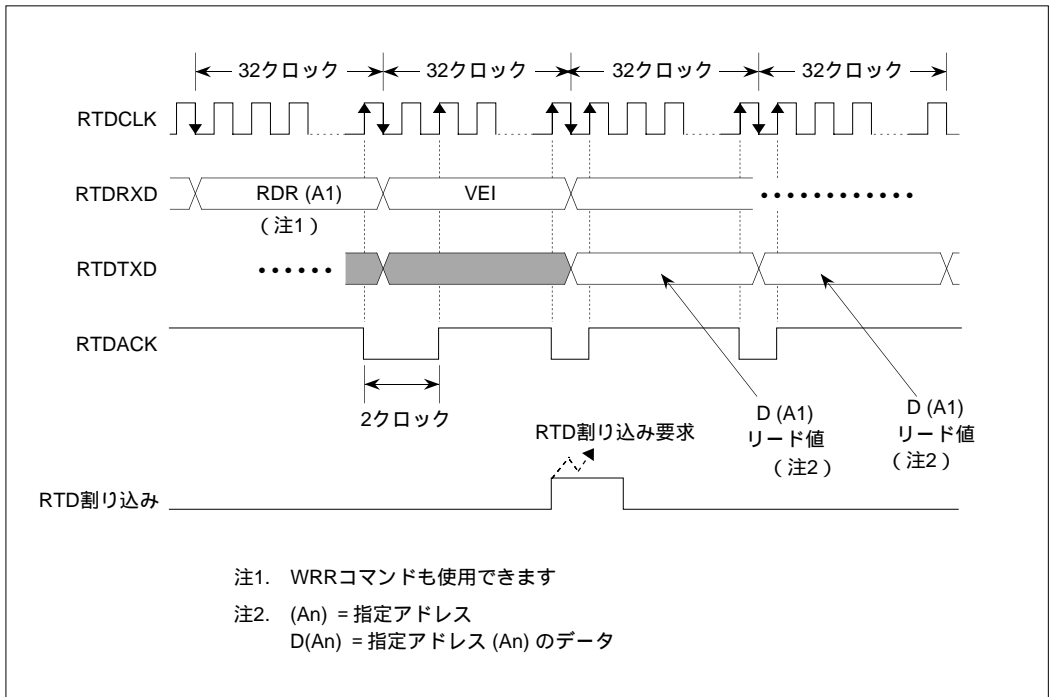 32クロック 32クロック 32クロック 32クロック
RTDCLK
RTDRXD RDR (A1) VEI
（注1）
RTDTXD
RTDACK
2クロック
D (A1) リード値 （注2）
D (A1) リード値 （注2）
RTD割り込み要求
RTD割り込み
注1. WRRコマンドも使用できます
注2. (An) = 指定アドレス
D(An) = 指定アドレス (An) のデータ